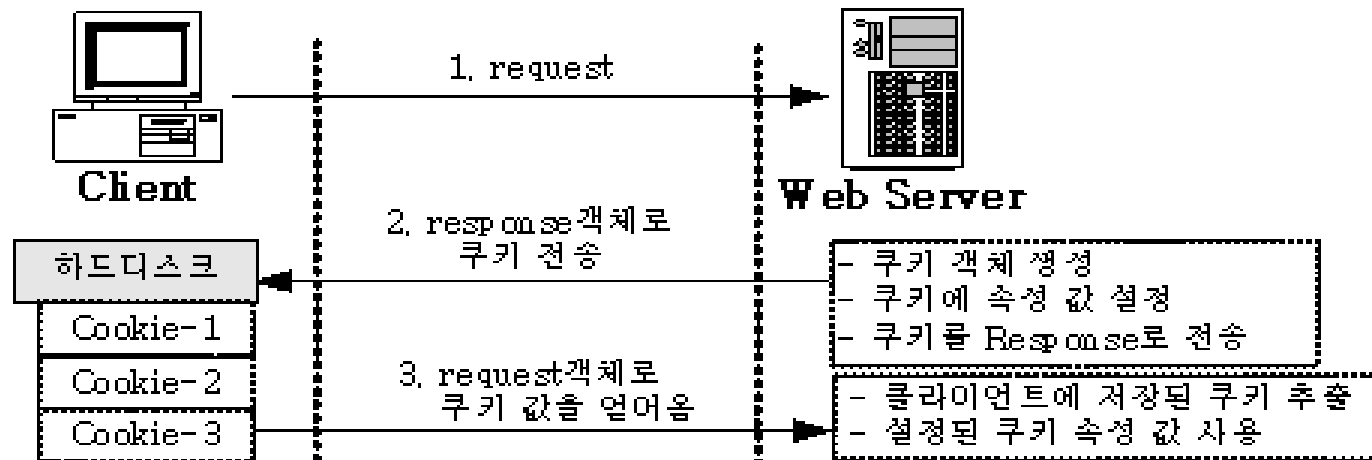 1. request
Client
Web Server
2. response객체로
쿠키 전송
하드디스크
- 쿠키 객체 생성
- 쿠키에 속성 값 설정
- 쿠키를 Response로 전송
Cookie-1
Cookie-2
Cookie-3
3. request객체로
쿠키 값을 얻어옴
- 클라이언트에 저장된 쿠키 추출
- 설정된 쿠키 속성 값 사용